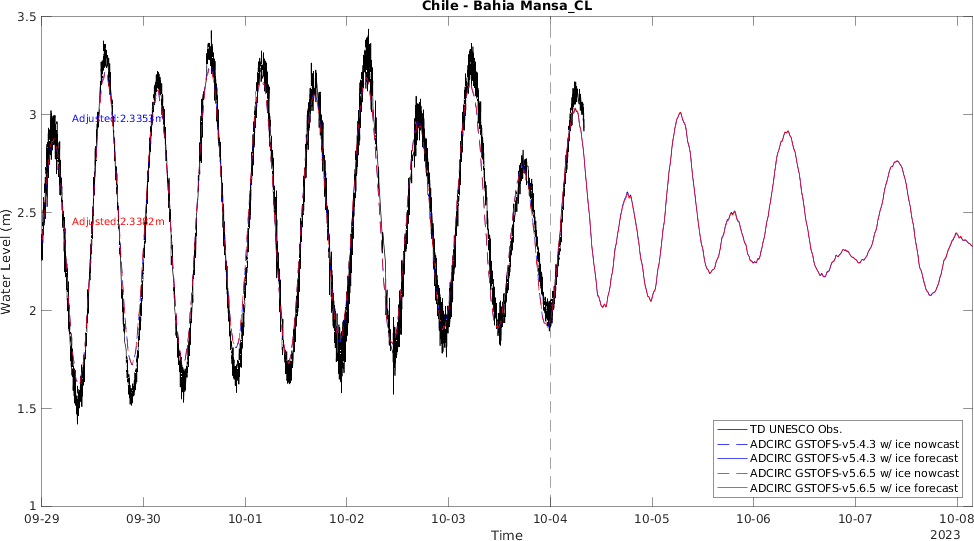 Chile - Bahia Mansa_CL
3.5
3
2.5
2
1.5
1
Water Level (m)
Adjusted:2.3353m
Adjusted:2.3382m
TD UNESCO Obs.
ADCIRC GSTOFS-v5.4.3 w/ ice nowcast
ADCIRC GSTOFS-v5.4.3 w/ ice forecast
ADCIRC GSTOFS-v5.6.5 w/ ice nowcast
ADCIRC GSTOFS-v5.6.5 w/ ice forecast
09-29 09-30 10-01 10-02 10-03 10-04 10-05 10-06 10-07 10-08
Time
2023